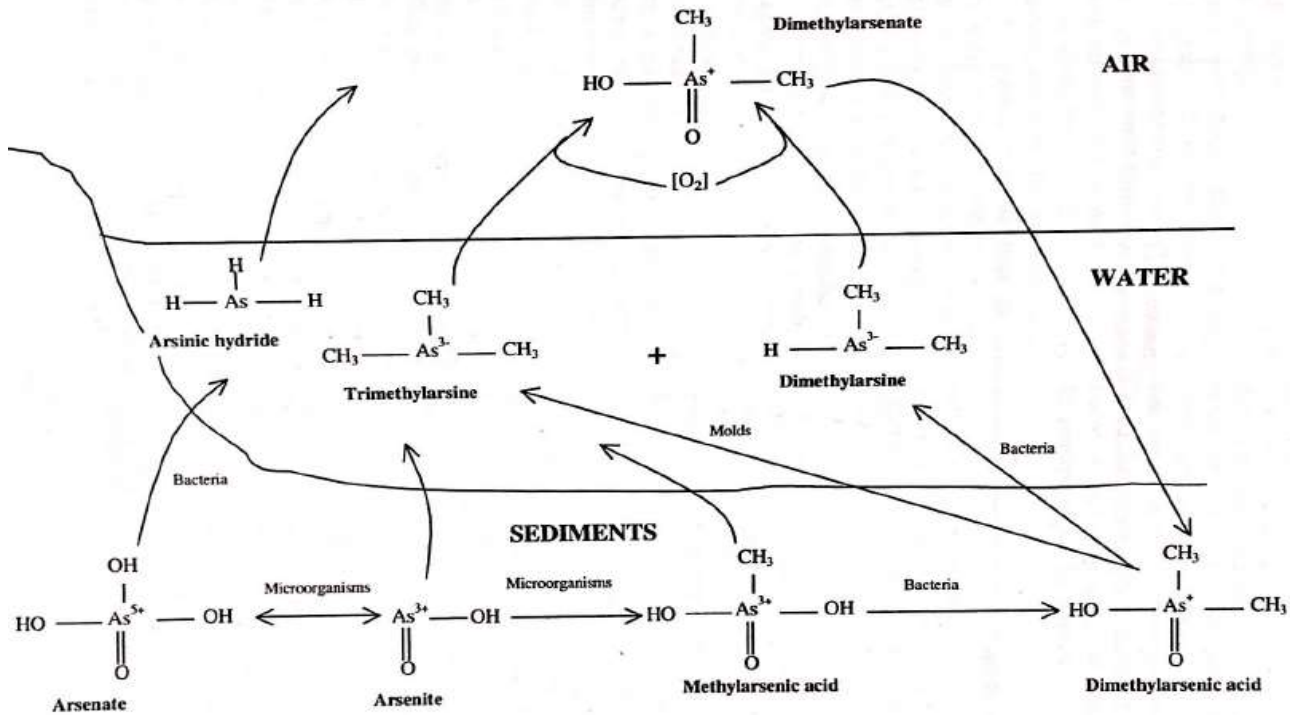 CH₃
Dimethylarsenate
AIR
HO As⁺ CH₃
O
[O₂]
WATER
H
H As H
Arsinic hydride
CH₃
CH₃ As³⁻ CH₃
Trimethylarsine
+
CH₃
H As³⁻ CH₃
Dimethylarsine
Molds
Bacteria
Bacteria
SEDIMENTS
OH
HO As⁵⁺ OH
O
Arsenate
Microorganisms
As³⁺ OH
O
Arsenite
Microorganisms
CH₃
HO As³⁺ OH
O
Methylarsenic acid
Bacteria
CH₃
HO As⁺ CH₃
O
Dimethylarsenic acid